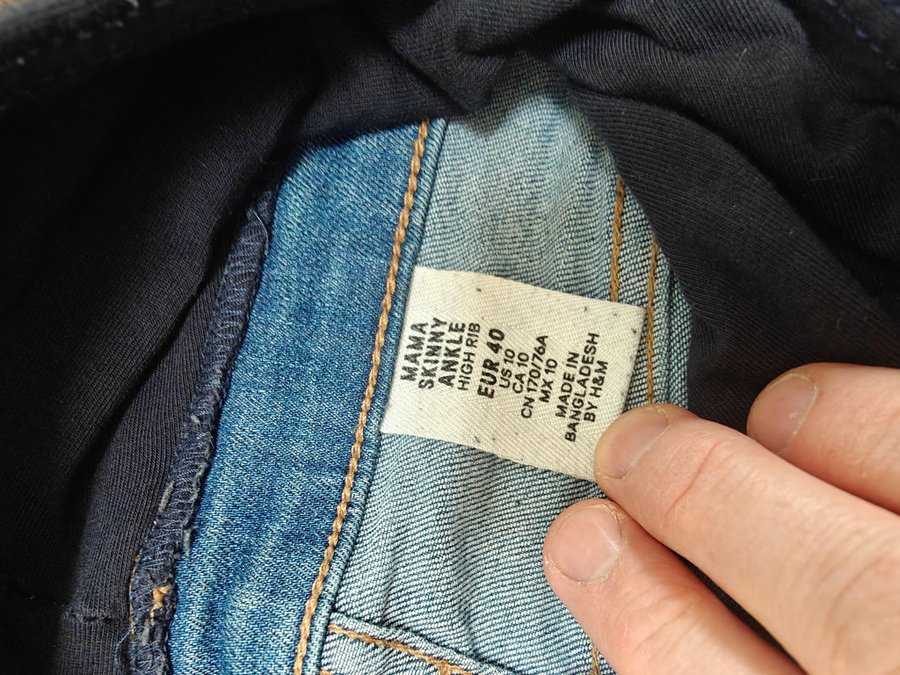 MAMA
SKINNY
ANKLE
HIGH RIB
EUR 40
US 10
CA 10
CN 170/76A
MX 10
MADE IN
BANGLADESH
BY H&M